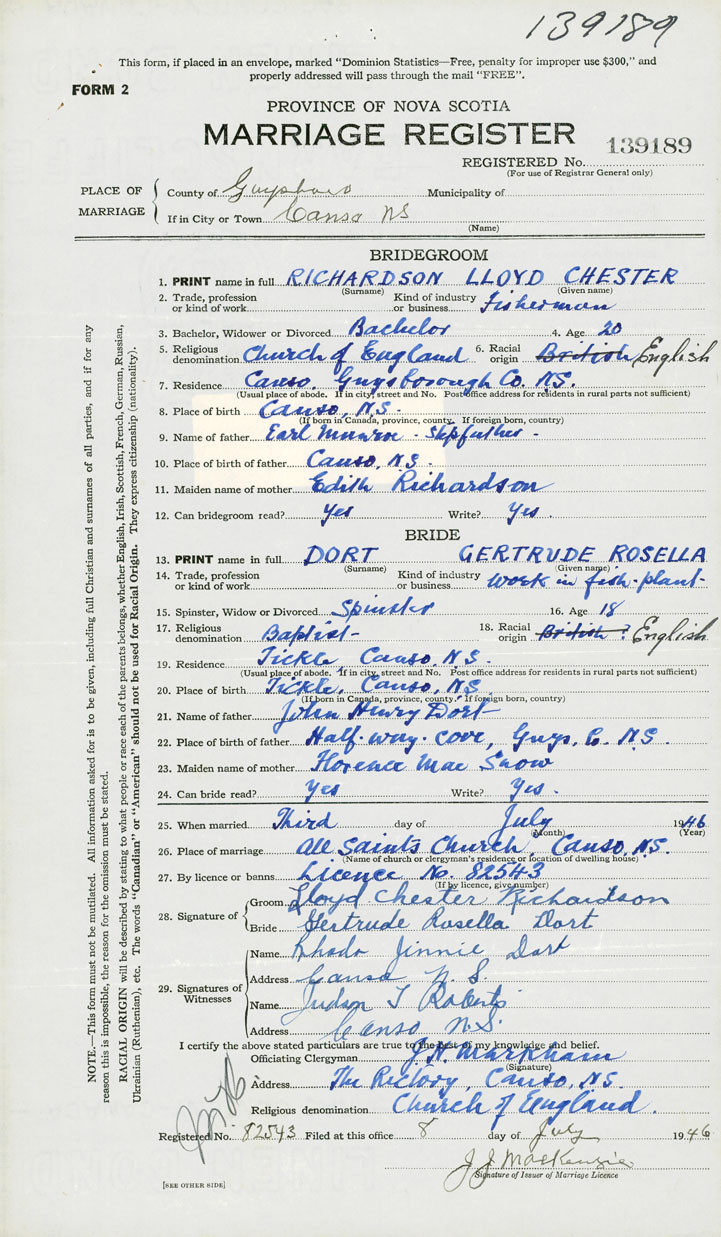 139189
This form, if placed in an envelope, marked "Dominion Statistics—Free, penalty for improper use $300," and
properly addressed will pass through the mail "FREE".
FORM 2
PROVINCE OF NOVA SCOTIA
MARRIAGE REGISTER
139189
REGISTERED No.
(For use of Registrar General only)
PLACE OF MARRIAGE
County of Guysboro Municipality of
If in City or Town Canso NS
(Name)
BRIDEGROOM
1. PRINT name in full RICHARDSON LLOYD CHESTER
(Surname) (Given name)
2. Trade, profession or kind of work Kind of industry or business Fisherman
3. Bachelor, Widower or Divorced Bachelor 4. Age 20
5. Religious denomination Church of England 6. Racial origin British English
7. Residence Canso, Guysborough Co. N.S.
(Usual place of abode. If in city, street and No. Post office address for residents in rural parts not sufficient)
8. Place of birth Canso, N.S.
(If born in Canada, province, county. If foreign born, country)
9. Name of father Earl Munroe - Stepfather -
10. Place of birth of father Canso, N.S.
11. Maiden name of mother Edith Richardson
12. Can bridegroom read? Yes Write? Yes.
BRIDE
13. PRINT name in full DORT GERTRUDE ROSELLA
(Surname) (Given name)
14. Trade, profession or kind of work Kind of industry or business work in fish-plant-
15. Spinster, Widow or Divorced Spinster 16. Age 18
17. Religious denomination Baptist- 18. Racial origin British? English
19. Residence Tickle Canso, N.S.
(Usual place of abode. If in city, street and No. Post office address for residents in rural parts not sufficient)
20. Place of birth Tickle, Canso, N.S.
(If born in Canada, province, county. If foreign born, country)
21. Name of father John Henry Dort
22. Place of birth of father Half-way-Cove, Guys. Co. N.S.
23. Maiden name of mother Florence Mae Snow
24. Can bride read? Yes Write? Yes.
25. When married Third day of July 1946
(Month) (Year)
26. Place of marriage All Saints Church, Canso, N.S.
(Name of church or clergyman's residence or location of dwelling house)
27. By licence or banns Licence No. 82543
(If by licence, give number)
28. Signature of
Groom Lloyd Chester Richardson
Bride Gertrude Rosella Dort
29. Signatures of Witnesses
Name Rhoda Jinnie Dort
Address Canso N.S
Name Judson T Roberts
Address Canso N.S.
I certify the above stated particulars are true to the best of my knowledge and belief.
Officiating Clergyman J.H. Markham
(Signature)
Address The Rectory, Canso, N.S.
Religious denomination Church of England.
Registered No. 82543 Filed at this office 8 day of July 1946
J J MacKenzie
Signature of Issuer of Marriage Licence
[SEE OTHER SIDE]
NOTE.—This form must not be mutilated. All information asked for is to be given, including full Christian and surnames of all parties, and if for any
reason this is impossible, the reason for the omission must be stated.
RACIAL ORIGIN will be described by stating to what people or race each of the parents belongs, whether English, Irish, Scottish, French, German, Russian,
Ukrainian (Ruthenian), etc. The words "Canadian" or "American" should not be used for Racial Origin. They express citizenship (nationality).